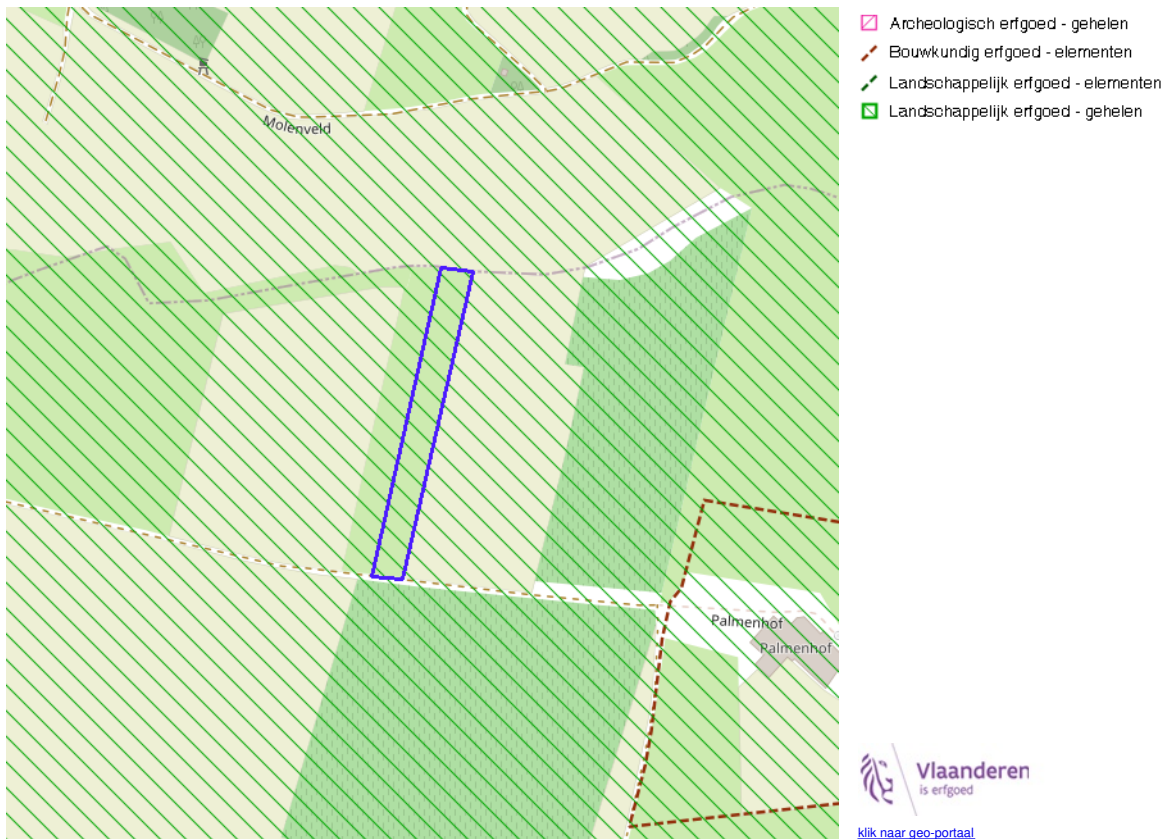 Archeologisch erfgoed - gehelen
Bouwkundig erfgoed - elementen
Landschappelijk erfgoed - elementen
Landschappelijk erfgoed - gehelen
Molenveld
Palmenhof
Palmenhof
Vlaanderen
is erfgoed
klik naar geo-portaal